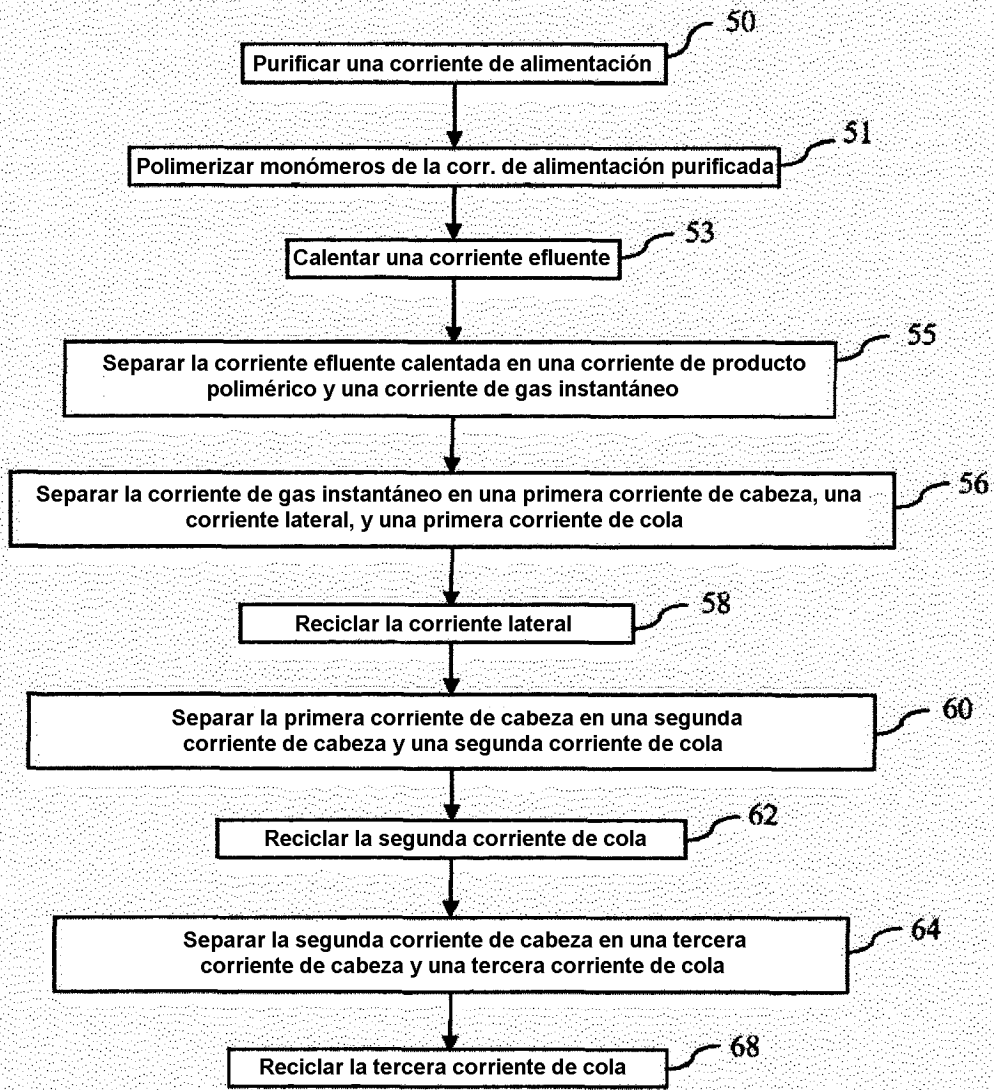 50
Purificar una corriente de alimentación
51
Polimerizar monómeros de la corr. de alimentación purificada
53
Calentar una corriente efluente
55
Separar la corriente efluente calentada en una corriente de producto
polimérico y una corriente de gas instantáneo
56
Separar la corriente de gas instantáneo en una primera corriente de cabeza, una
corriente lateral, y una primera corriente de cola
58
Reciclar la corriente lateral
60
Separar la primera corriente de cabeza en una segunda
corriente de cabeza y una segunda corriente de cola
62
Reciclar la segunda corriente de cola
64
Separar la segunda corriente de cabeza en una tercera
corriente de cabeza y una tercera corriente de cola
68
Reciclar la tercera corriente de cola